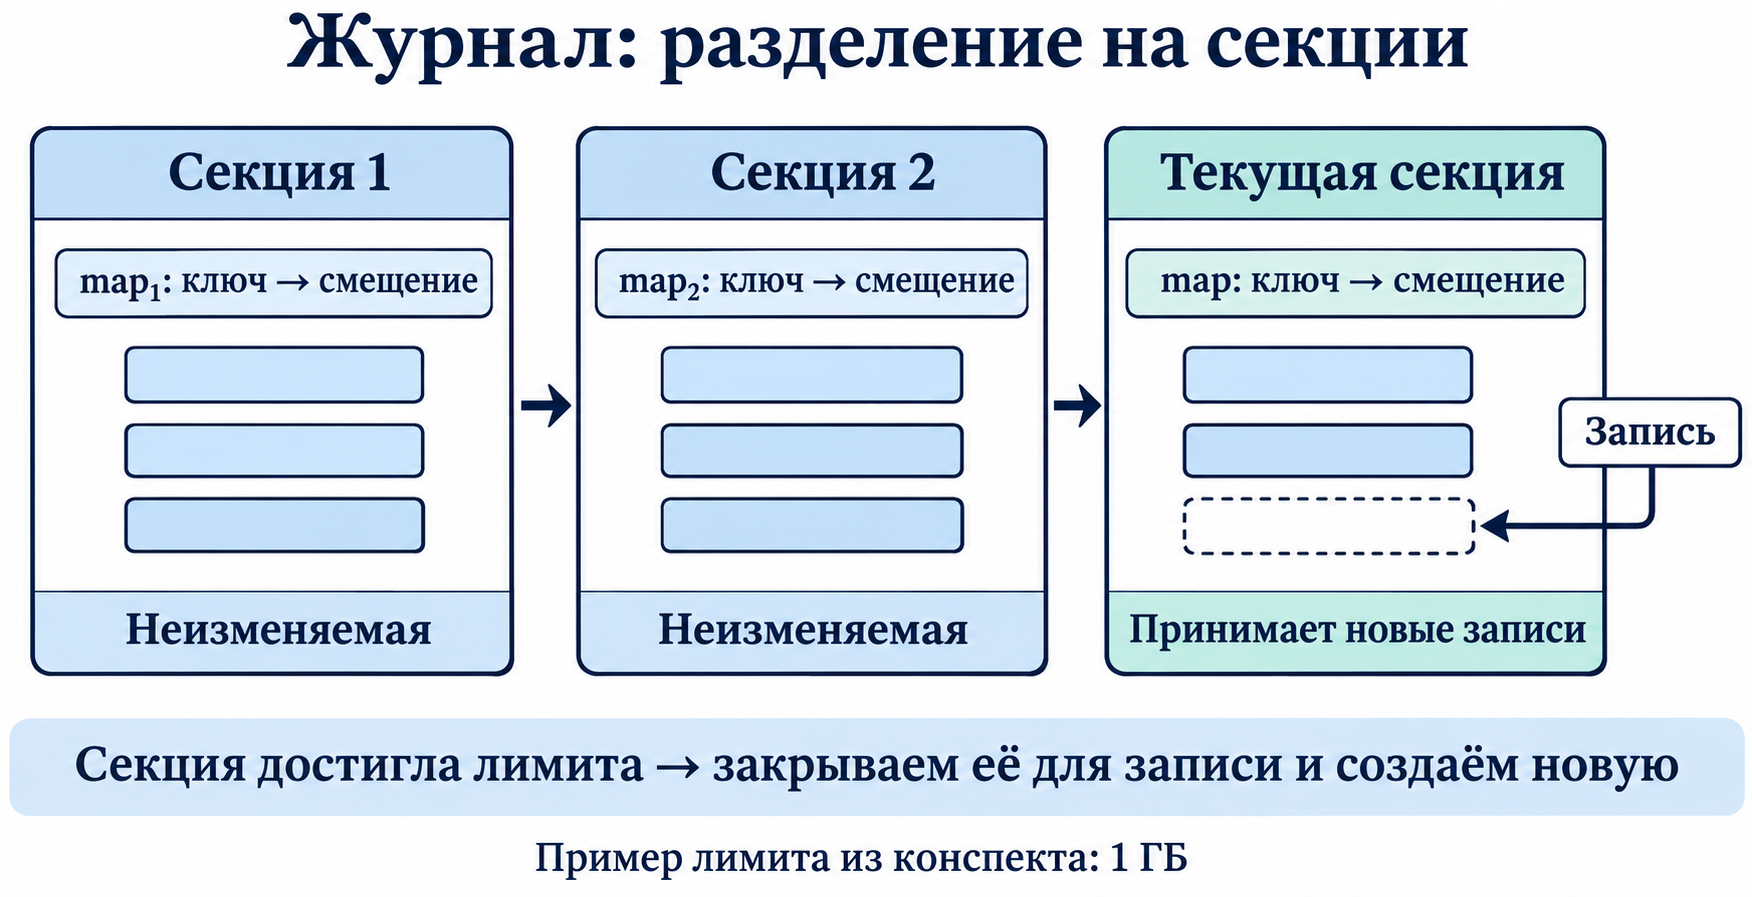 Журнал: разделение на секции
Секция 1
map₁: ключ → смещение
Неизменяемая
Секция 2
map₂: ключ → смещение
Неизменяемая
Текущая секция
map: ключ → смещение
Запись
Принимает новые записи
Секция достигла лимита → закрываем её для записи и создаём новую
Пример лимита из конспекта: 1 ГБ